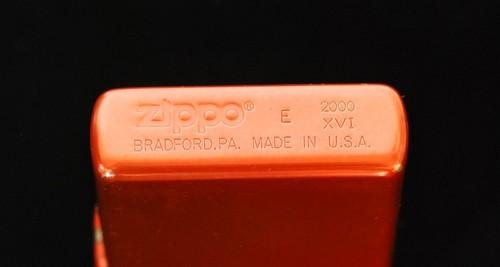 zippo® E 2000
XVI
BRADFORD,PA. MADE IN U.S.A.